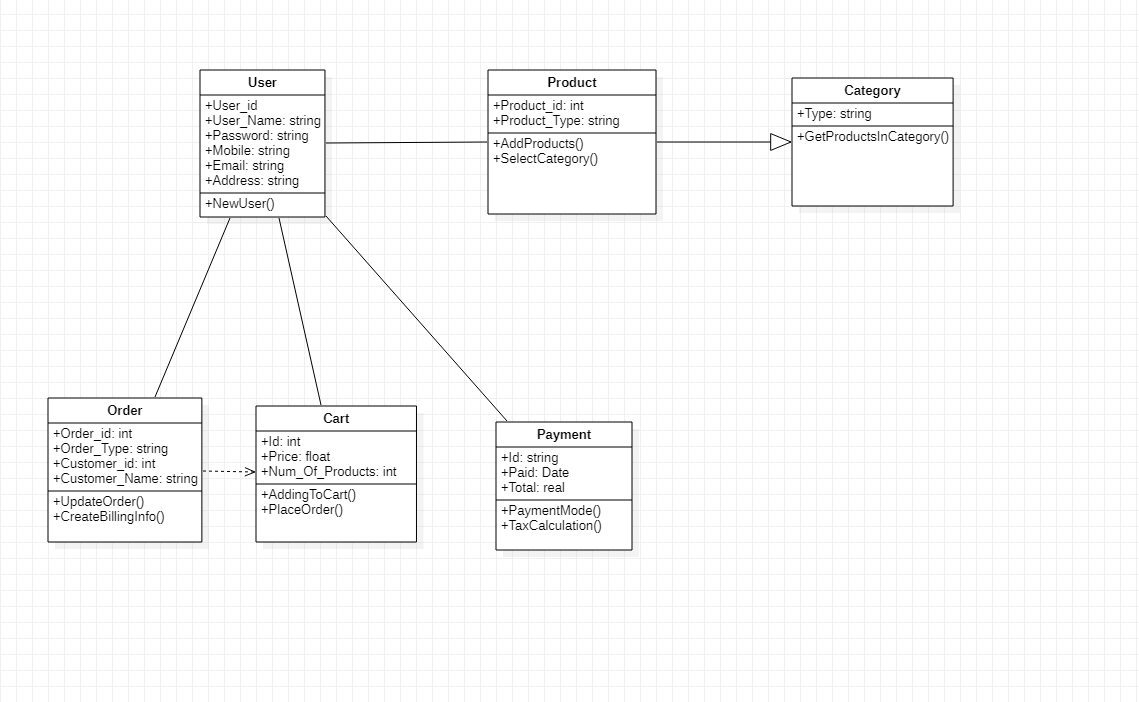 User
+User_id
+User_Name: string
+Password: string
+Mobile: string
+Email: string
+Address: string
+NewUser()
Product
+Product_id: int
+Product_Type: string
+AddProducts()
+SelectCategory()
Category
+Type: string
+GetProductsInCategory()
Order
+Order_id: int
+Order_Type: string
+Customer_id: int
+Customer_Name: string
+UpdateOrder()
+CreateBillingInfo()
Cart
+Id: int
+Price: float
+Num_Of_Products: int
+AddingToCart()
+PlaceOrder()
Payment
+Id: string
+Paid: Date
+Total: real
+PaymentMode()
+TaxCalculation()